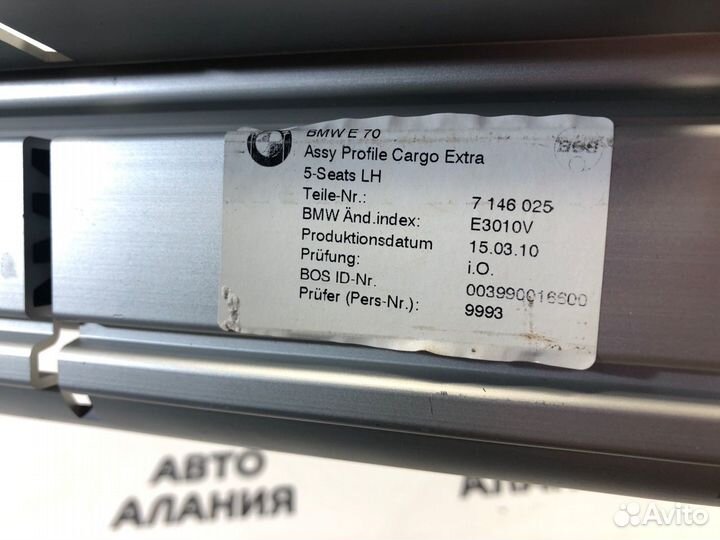 BMW E 70
Assy Profile Cargo Extra
5-Seats LH
Teile-Nr.: 7 146 025
BMW Änd.index: E3010V
Produktionsdatum 15.03.10
Prüfung: i.O.
BOS ID-Nr. 003990016600
Prüfer (Pers-Nr.): 9993
АВТО
АЛАНИЯ
АЛАНИЯ
Avito